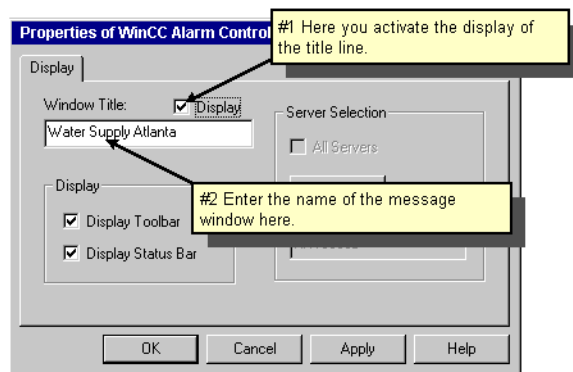 Properties of WinCC Alarm Control
#1 Here you activate the display of
the title line.
Display
Window Title:
Display
Water Supply Atlanta
Server Selection
All Servers
Display
#2 Enter the name of the message
window here.
Display Toolbar
Display Status Bar
OK
Cancel
Apply
Help